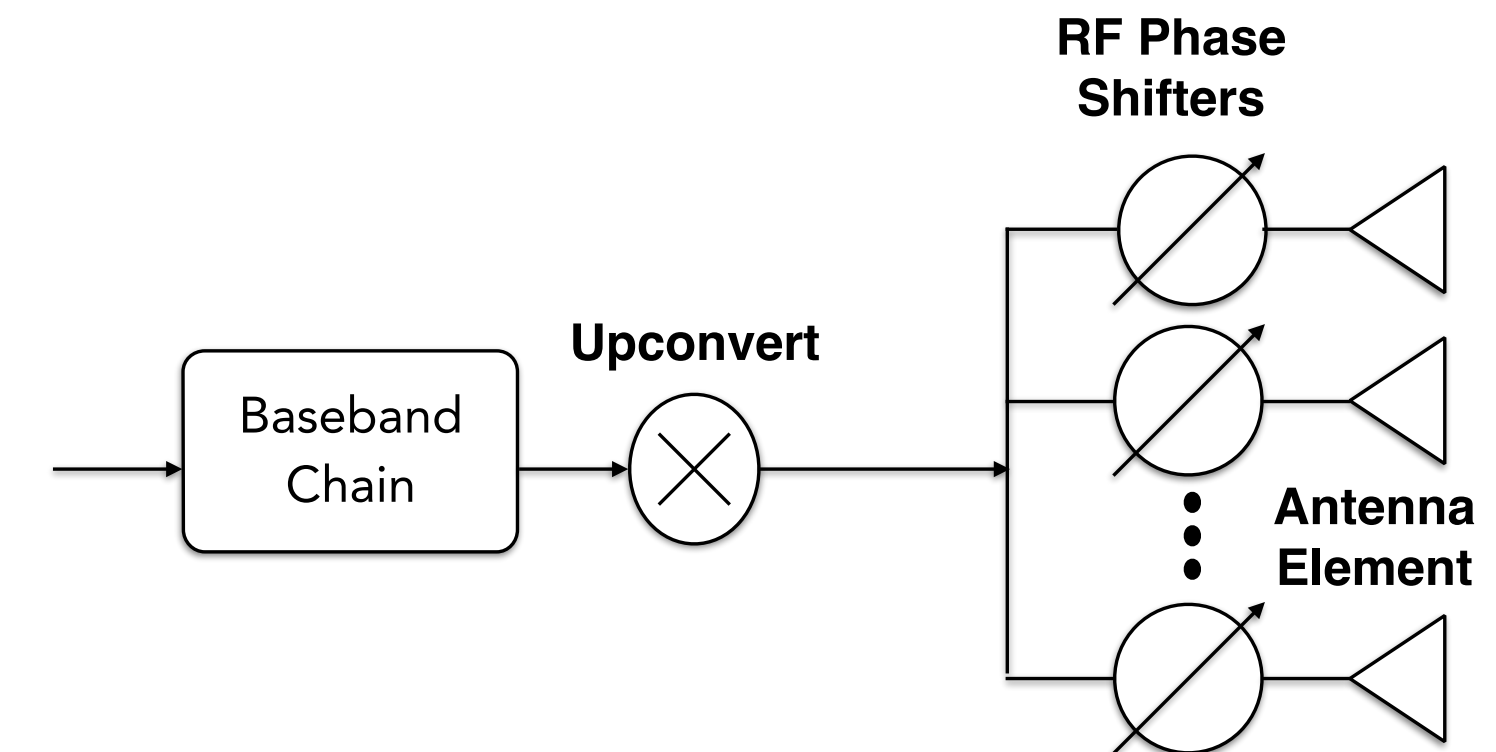 RF Phase
Shifters
Upconvert
Baseband
Chain
Antenna
Element